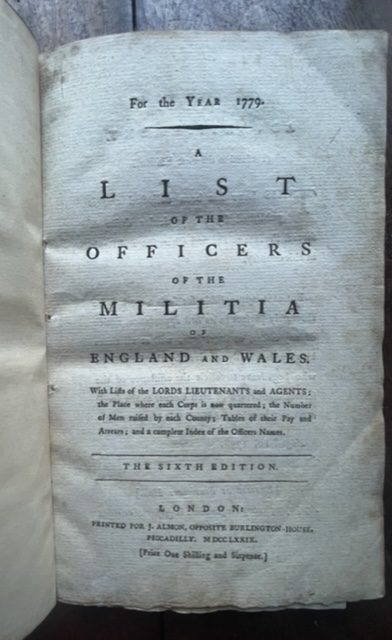 For the YEAR 1779.
A
LIST
OF THE
OFFICERS
OF THE
MILITIA
OF
ENGLAND AND WALES.
With Lists of the LORDS LIEUTENANTS and AGENTS;
the Place where each Corps is now quartered; the Number
of Men raised by each County; Tables of their Pay and
Arrears; and a complete Index of the Officers Names.
THE SIXTH EDITION.
LONDON:
PRINTED FOR J. ALMON, OPPOSITE BURLINGTON-HOUSE,
PICCADILLY. MDCCLXXIX.
[Price One Shilling and Sixpence.]